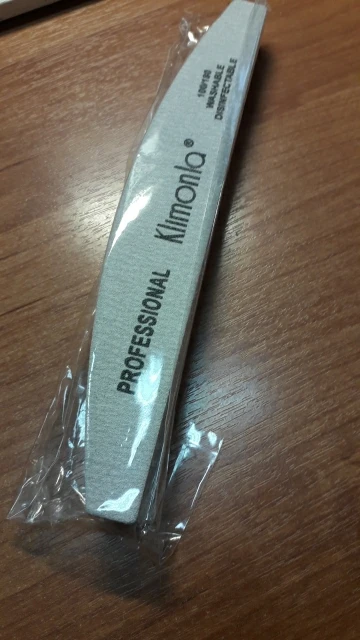 100/180
WASHABLE
DISINFECTABLE
Klimonla®
PROFESSIONAL